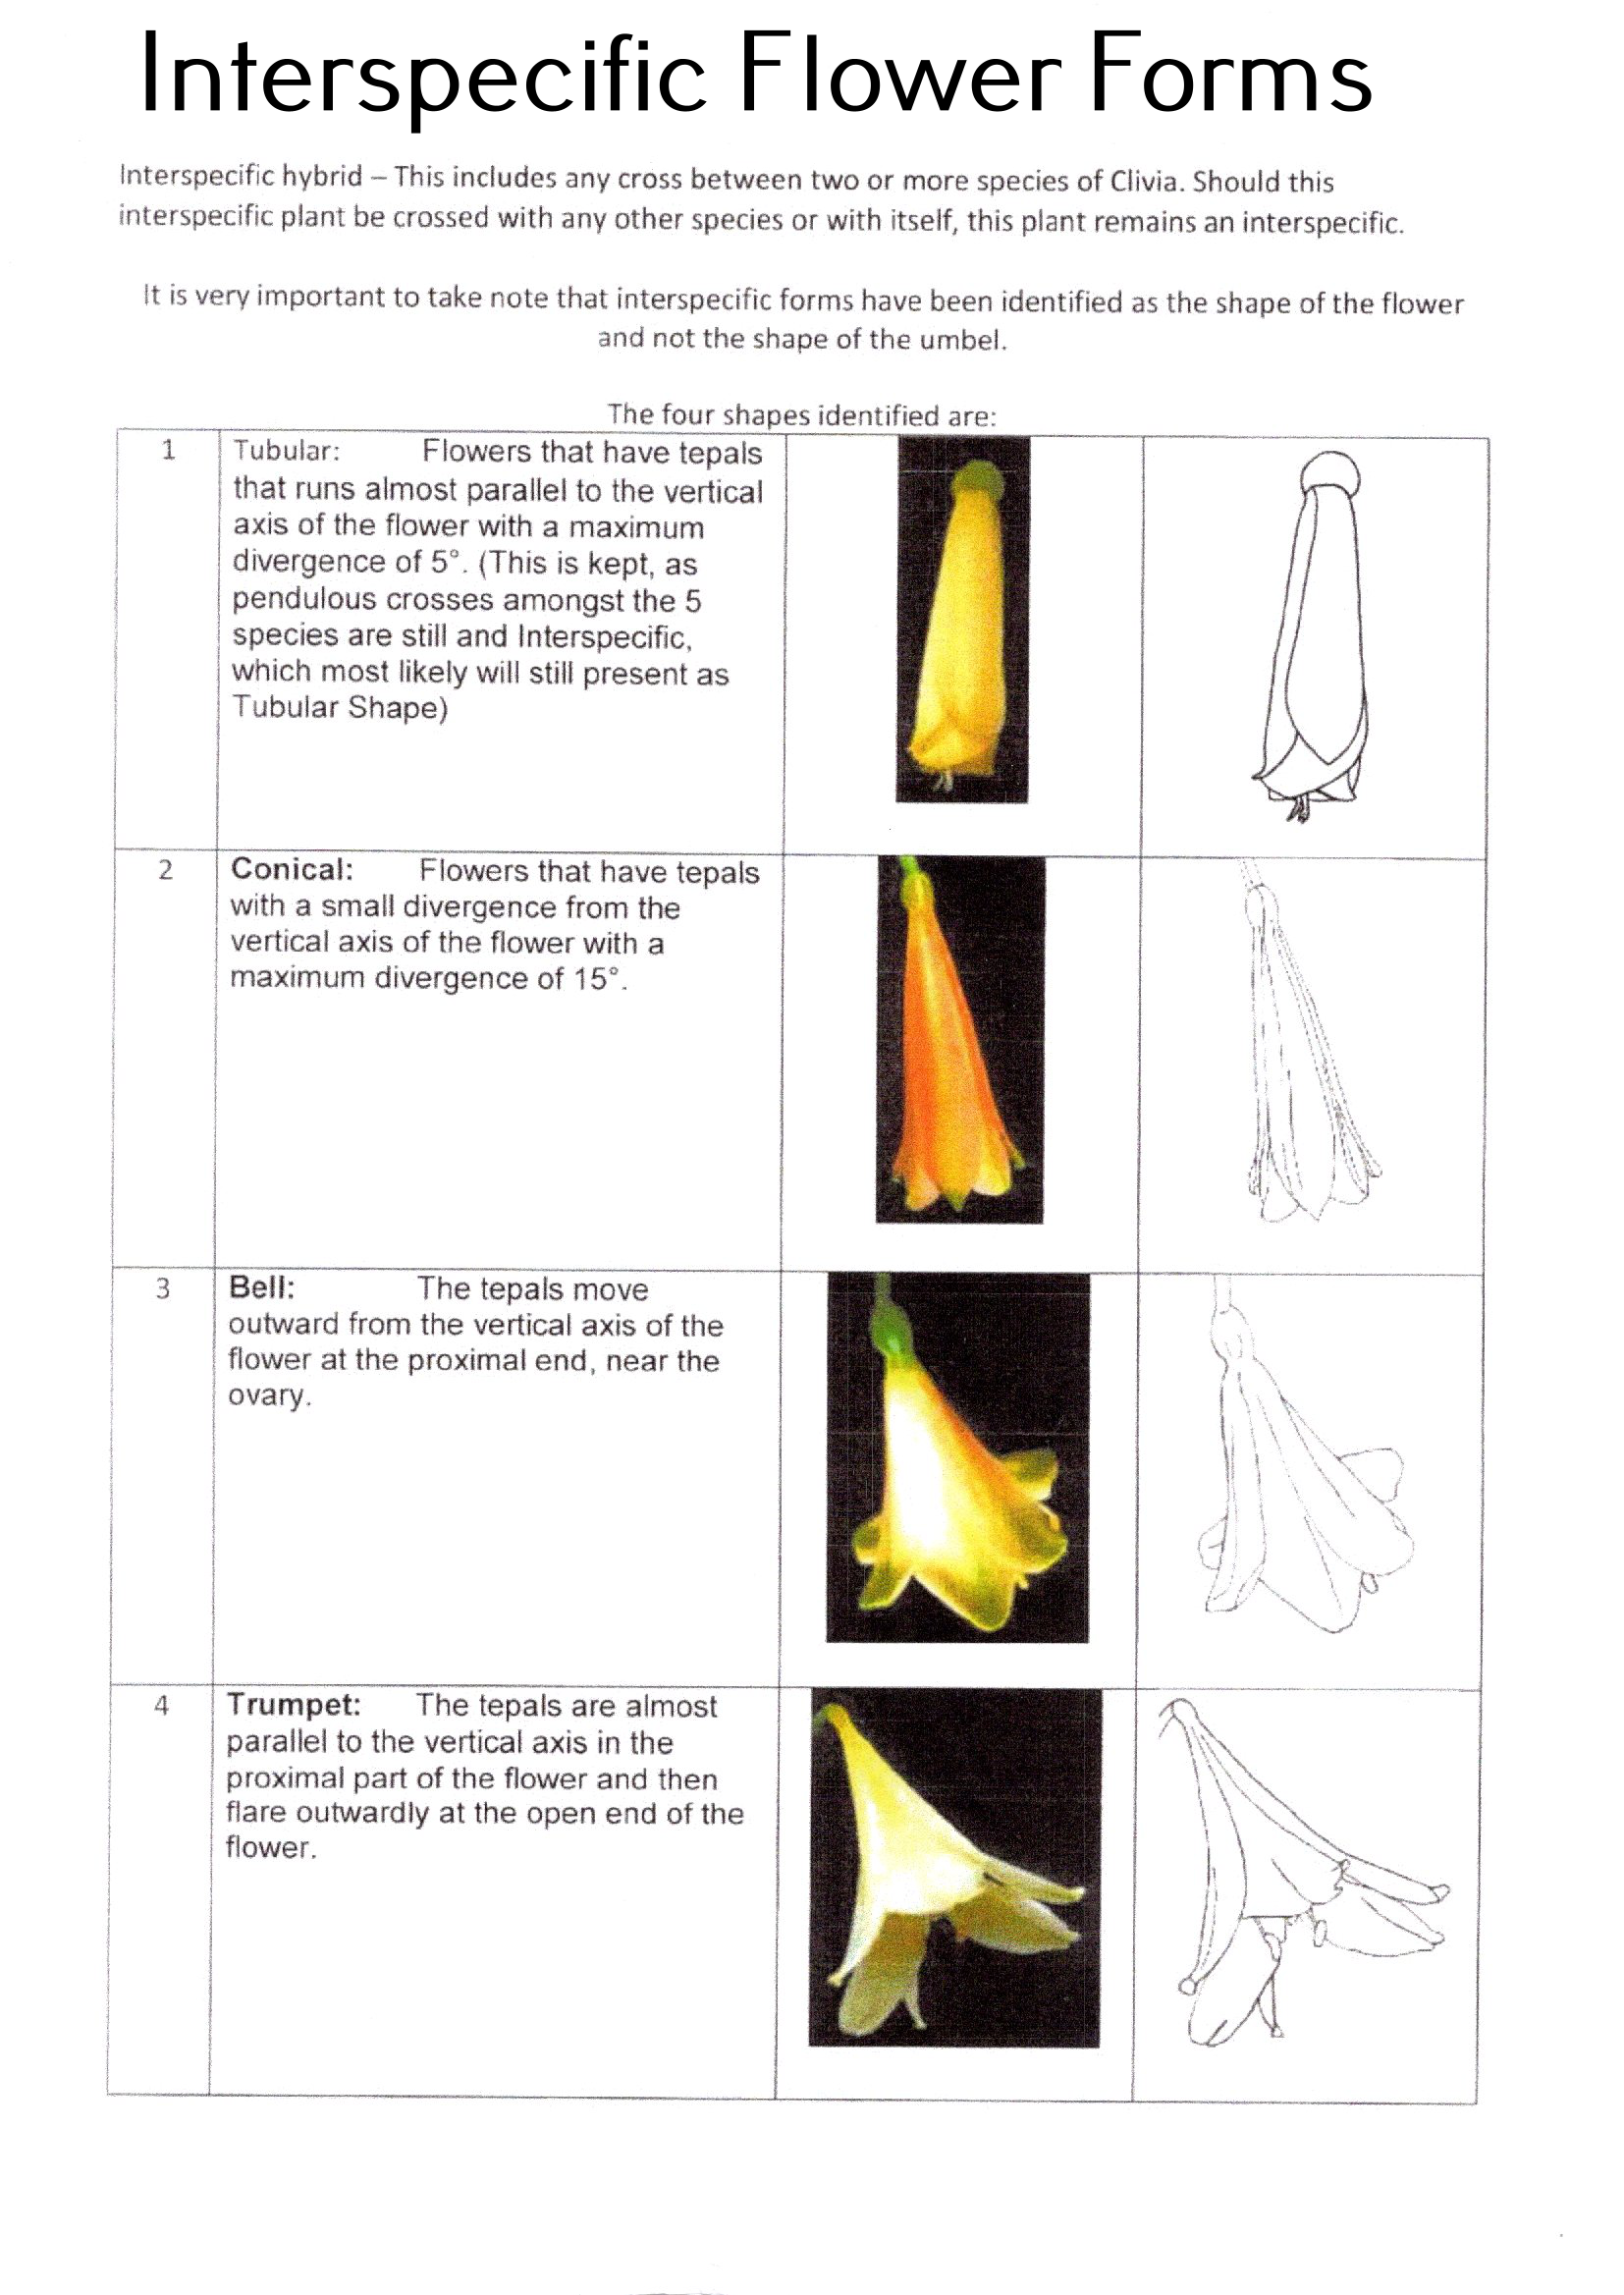 Interspecific Flower Forms
Interspecific hybrid – This includes any cross between two or more species of Clivia. Should this
interspecific plant be crossed with any other species or with itself, this plant remains an interspecific.
It is very important to take note that interspecific forms have been identified as the shape of the flower
and not the shape of the umbel.
The four shapes identified are:
1
Tubular: Flowers that have tepals
that runs almost parallel to the vertical
axis of the flower with a maximum
divergence of 5°. (This is kept, as
pendulous crosses amongst the 5
species are still and Interspecific,
which most likely will still present as
Tubular Shape)
2
Conical: Flowers that have tepals
with a small divergence from the
vertical axis of the flower with a
maximum divergence of 15°.
3
Bell: The tepals move
outward from the vertical axis of the
flower at the proximal end, near the
ovary.
4
Trumpet: The tepals are almost
parallel to the vertical axis in the
proximal part of the flower and then
flare outwardly at the open end of the
flower.